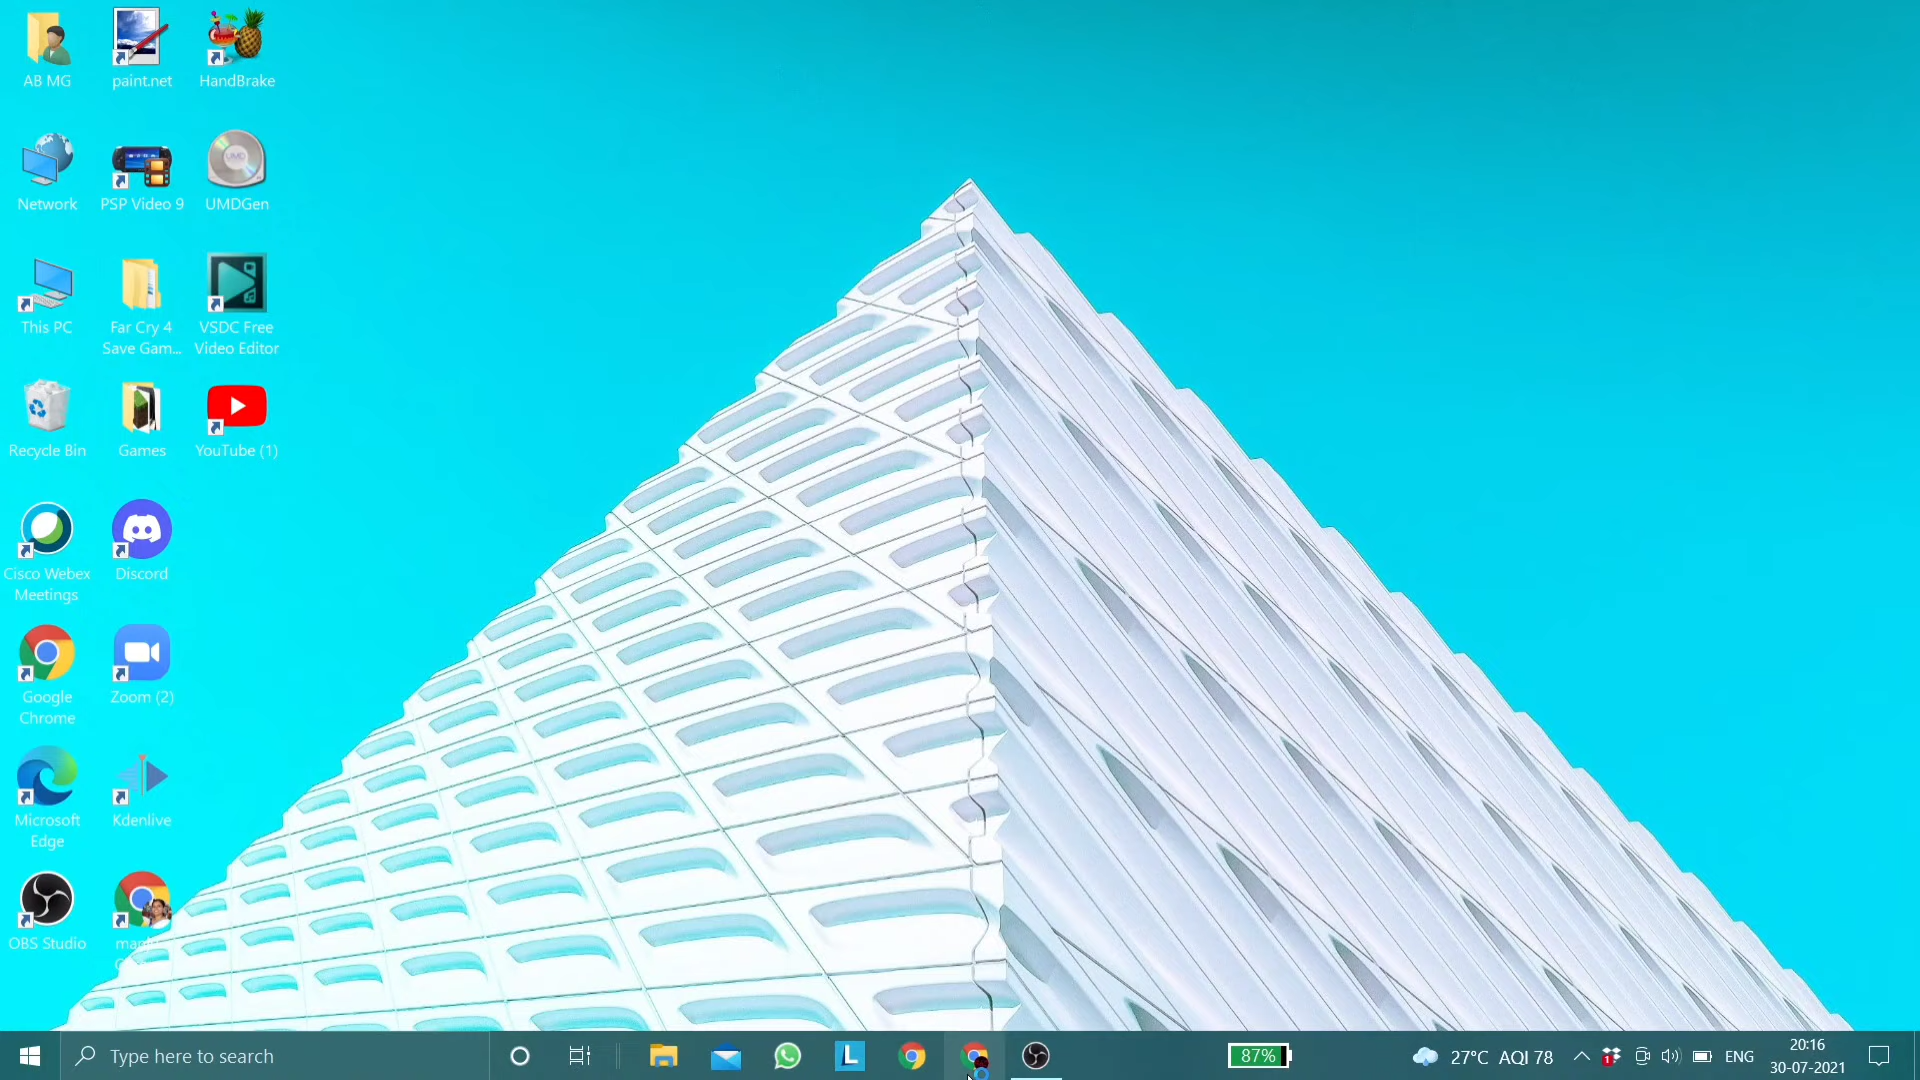 AB MG
paint.net
HandBrake
Network
PSP Video 9
UMD
UMDGen
This PC
Far Cry 4
Save Gam...
VSDC Free
Video Editor
Recycle Bin
Games
YouTube (1)
Cisco Webex
Meetings
Discord
Google
Chrome
Zoom (2)
Microsoft
Edge
Kdenlive
OBS Studio
Type here to search
L
87%
27°C AQI 78
1
ENG
20:16
30-07-2021